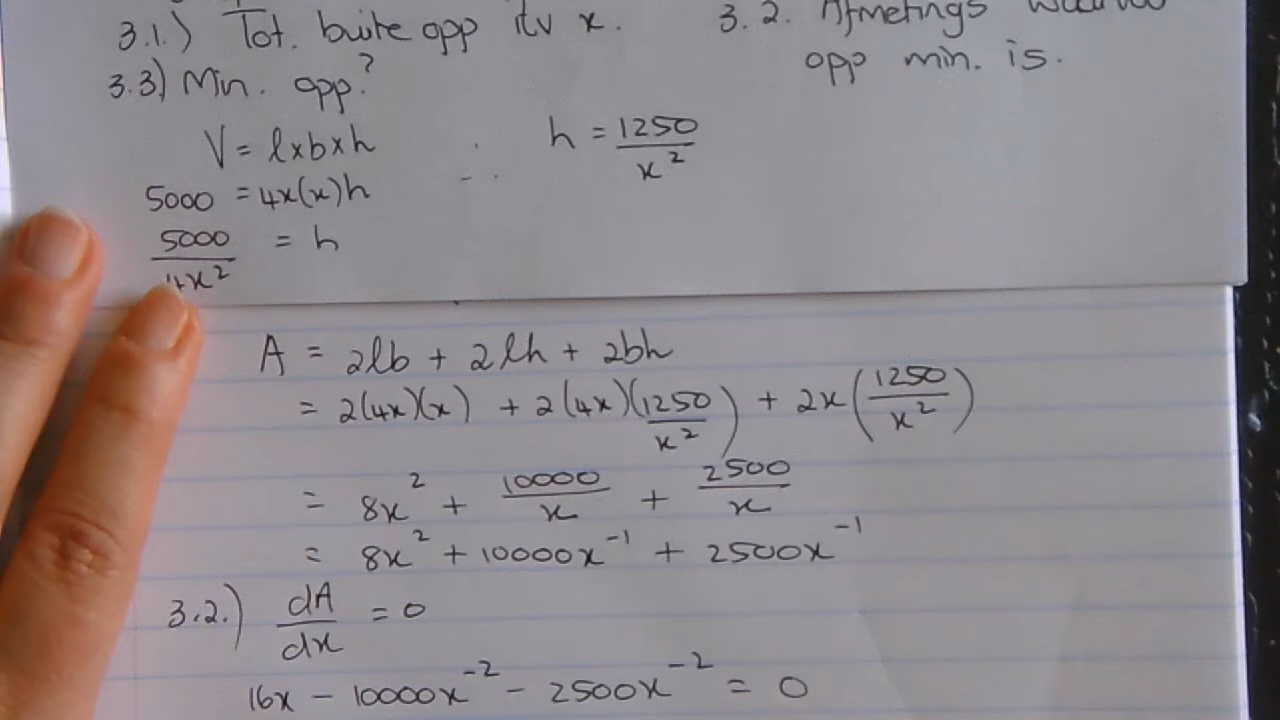 3.1.) Tot. buite opp itv x.
3.2. Afmetings
opp min. is.
3.3) Min. opp?
V = l×b×h
5000 = 4x(x)h
5000/4x² = h
∴ h = 1250/x²
A = 2lb + 2lh + 2bh
= 2(4x)(x) + 2(4x)(1250/x²) + 2x(1250/x²)
= 8x² + 10000/x + 2500/x
= 8x² + 10000x⁻¹ + 2500x⁻¹
3.2.) dA/dx = 0
16x − 10000x⁻² − 2500x⁻² = 0